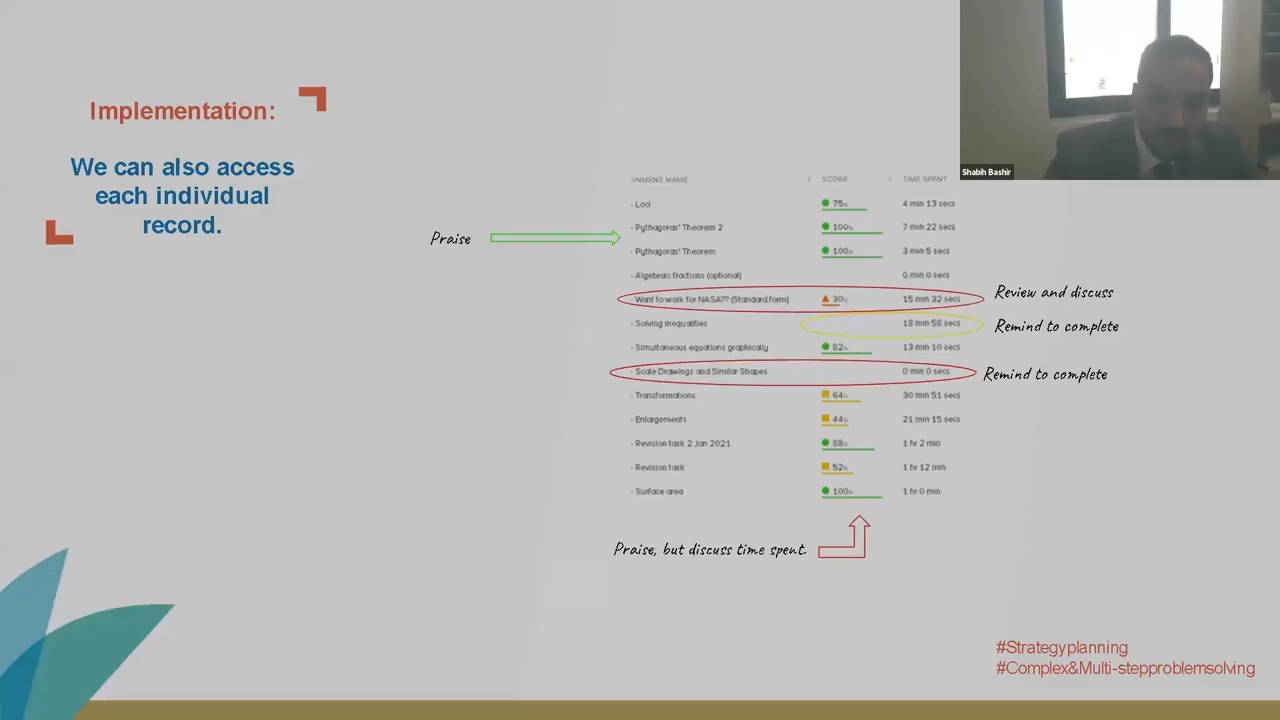 Implementation:
We can also access
each individual
record.
Shabih Bashir
Praise
NMENT NAME SCORE TIME SPENT
- Loci 75% 4 min 13 secs
- Pythagoras' Theorem 2 100% 7 min 22 secs
- Pythagoras' Theorem 100% 3 min 5 secs
- Algebraic fractions (optional) 0 min 0 secs
- Want to work for NASA?? (Standard form) 30% 15 min 32 secs
Review and discuss
- Solving inequalities 18 min 58 secs
Remind to complete
- Simultaneous equations graphically 82% 13 min 10 secs
- Scale Drawings and Similar Shapes 0 min 0 secs
Remind to complete
- Transformations 64% 30 min 51 secs
- Enlargements 44% 21 min 15 secs
- Revision task 2 Jan 2021 88% 1 hr 2 min
- Revision task 52% 1 hr 12 min
- Surface area 100% 1 hr 0 min
Praise, but discuss time spent.
#Strategyplanning
#Complex&Multi-stepproblemsolving